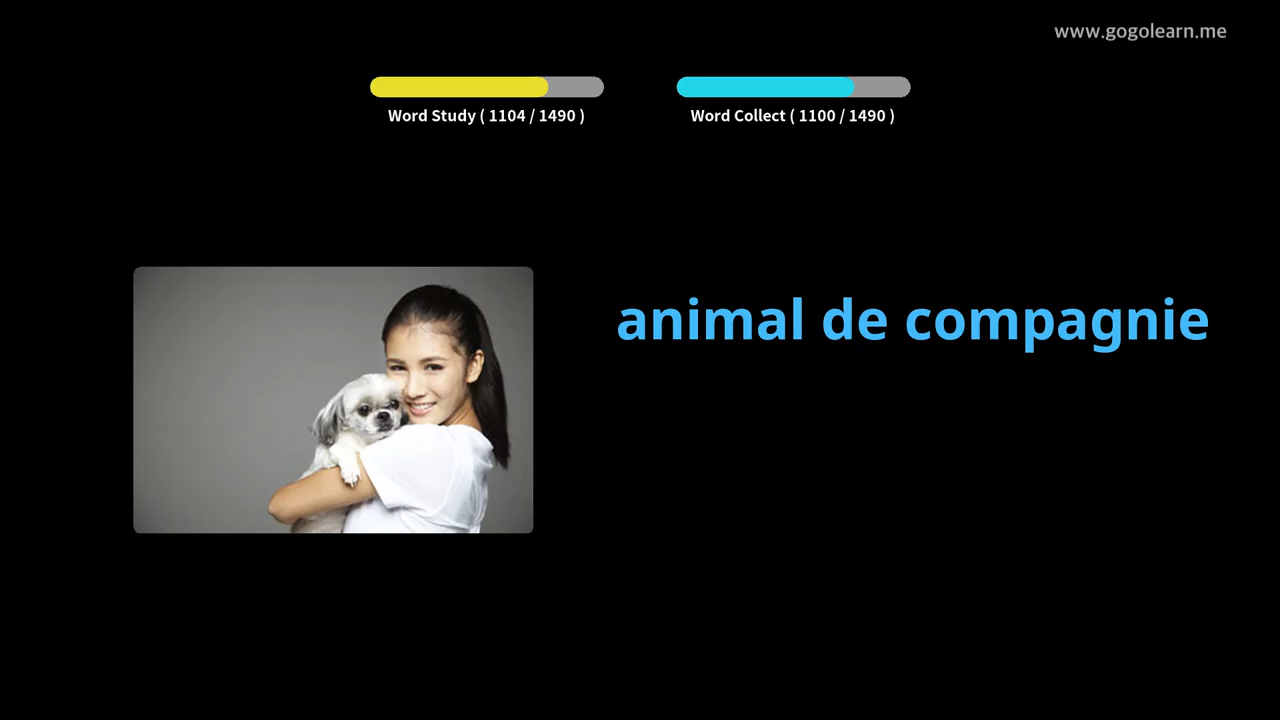 www.gogolearn.me
Word Study ( 1104 / 1490 )
Word Collect ( 1100 / 1490 )
animal de compagnie